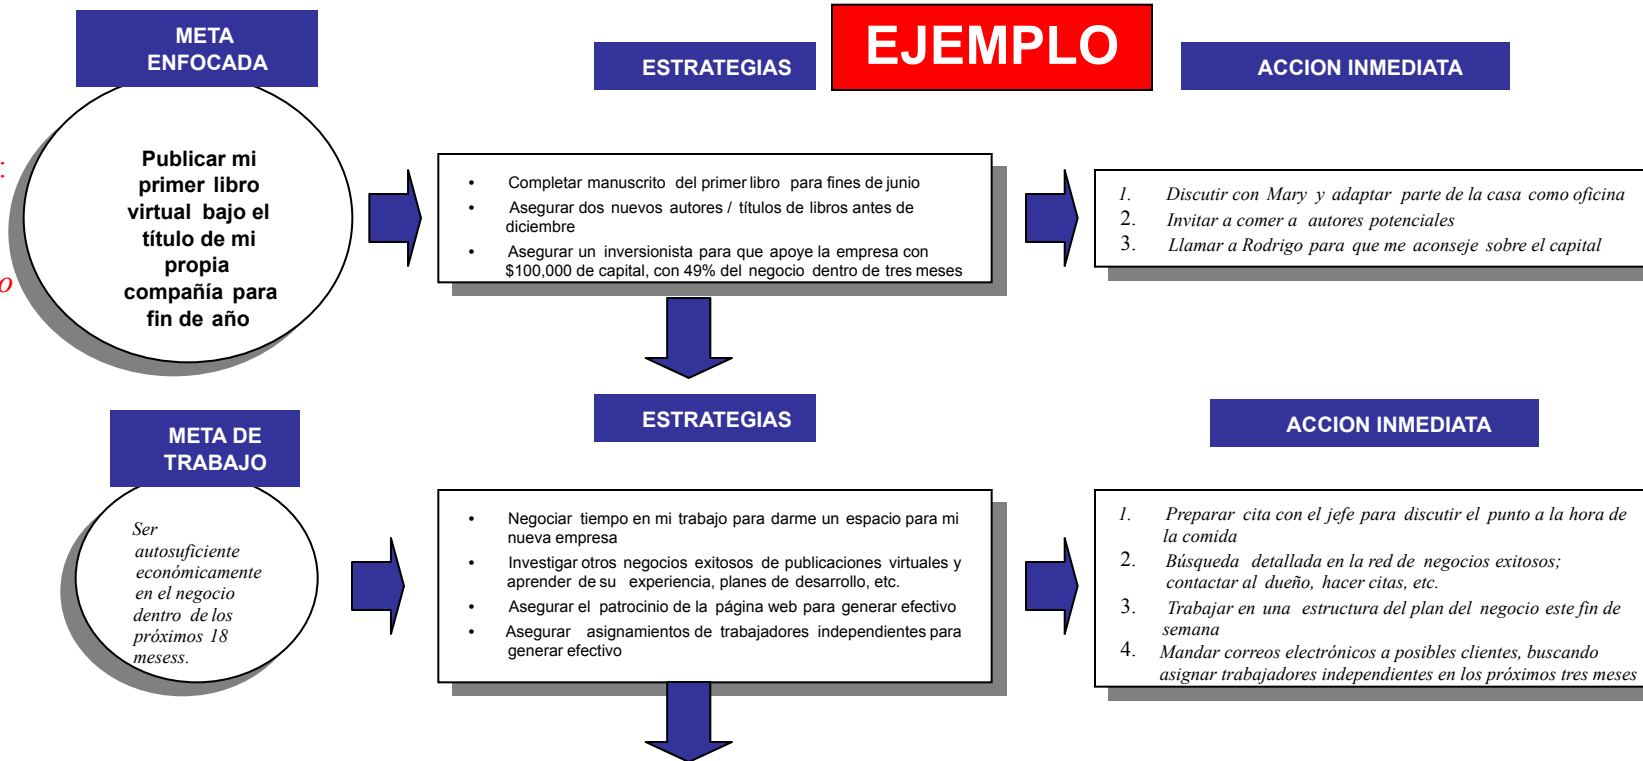 META
ENFOCADA
ESTRATEGIAS
EJEMPLO
ACCION INMEDIATA
:
o
Publicar mi
primer libro
virtual bajo el
título de mi
propia
compañía para
fin de año
• Completar manuscrito del primer libro para fines de junio
• Asegurar dos nuevos autores / títulos de libros antes de
diciembre
• Asegurar un inversionista para que apoye la empresa con
$100,000 de capital, con 49% del negocio dentro de tres meses
1. Discutir con Mary y adaptar parte de la casa como oficina
2. Invitar a comer a autores potenciales
3. Llamar a Rodrigo para que me aconseje sobre el capital
META DE
TRABAJO
ESTRATEGIAS
ACCION INMEDIATA
Ser
autosuficiente
económicamente
en el negocio
dentro de los
próximos 18
mesess.
• Negociar tiempo en mi trabajo para darme un espacio para mi
nueva empresa
• Investigar otros negocios exitosos de publicaciones virtuales y
aprender de su experiencia, planes de desarrollo, etc.
• Asegurar el patrocinio de la página web para generar efectivo
• Asegurar asignamientos de trabajadores independientes para
generar efectivo
1. Preparar cita con el jefe para discutir el punto a la hora de
la comida
2. Búsqueda detallada en la red de negocios exitosos;
contactar al dueño, hacer citas, etc.
3. Trabajar en una estructura del plan del negocio este fin de
semana
4. Mandar correos electrónicos a posibles clientes, buscando
asignar trabajadores independientes en los próximos tres meses